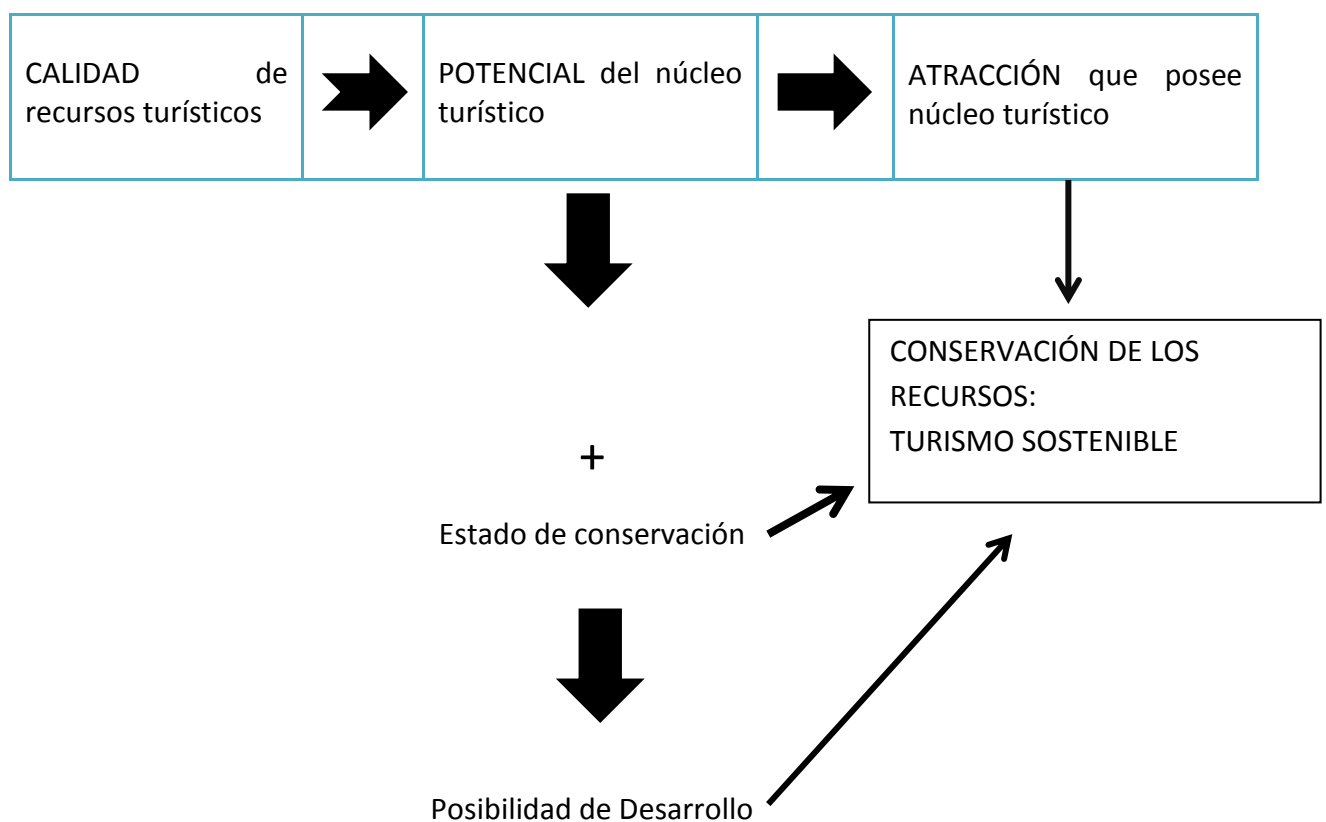 CALIDAD de
recursos turísticos
POTENCIAL del núcleo
turístico
ATRACCIÓN que posee
núcleo turístico
CONSERVACIÓN DE LOS
RECURSOS:
TURISMO SOSTENIBLE
+
Estado de conservación
Posibilidad de Desarrollo